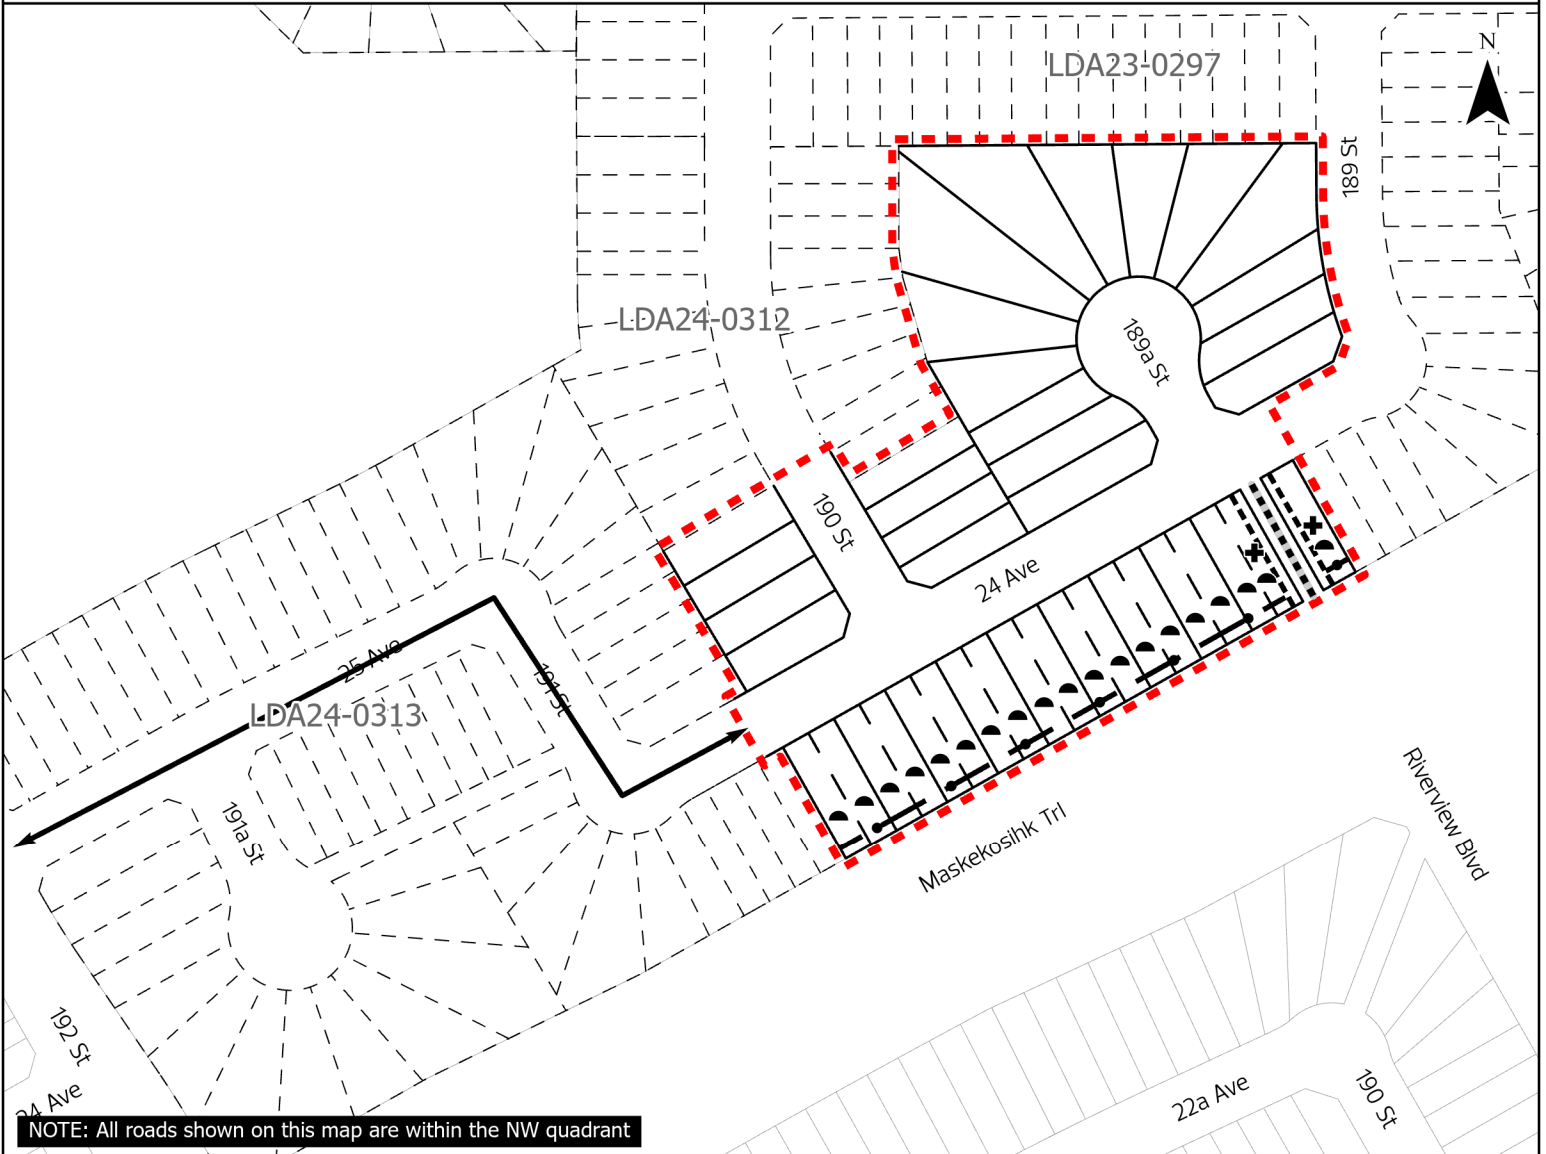 N
LDA23-0297
189 St
LDA24-0312
189a St
190 St
24 Ave
25 Ave
191 St
LDA24-0313
191a St
Maskekosihk Trl
Riverview Blvd
192 St
24 Ave
22a Ave
190 St
NOTE: All roads shown on this map are within the NW quadrant